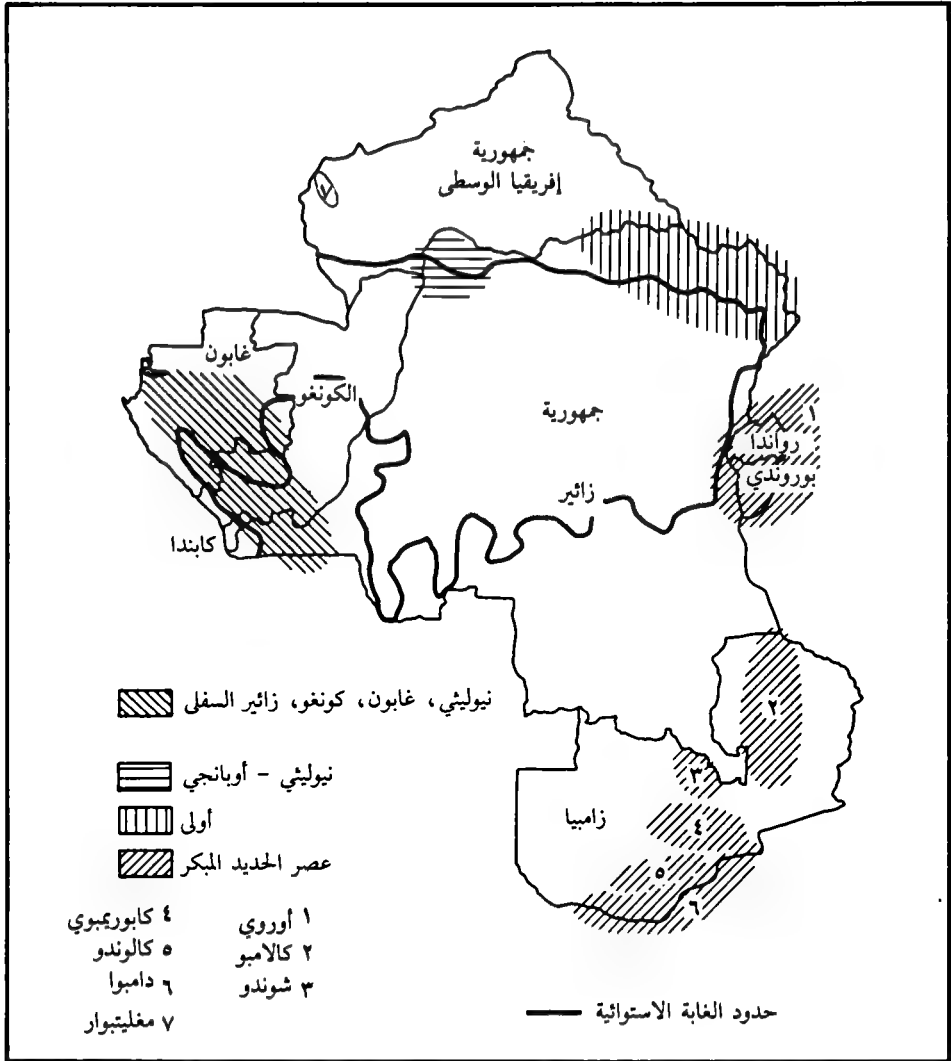 جمهورية
إفريقيا الوسطى
٧
غابون
الكونغو
جمهورية
زائير
١
رواندا
بوروندي
كابندا
٢
٣
زامبيا
٤
٥
٦
نيوليثي، غابون، كونغو، زائير السفلى
نيوليثي - أوبانجي
أولى
عصر الحديد المبكر
١ أوروي
٢ كالامبو
٣ شوندو
٤ كابوريمبوي
٥ كالوندو
٦ دامبوا
٧ مغليتبوار
حدود الغابة الاستوائية